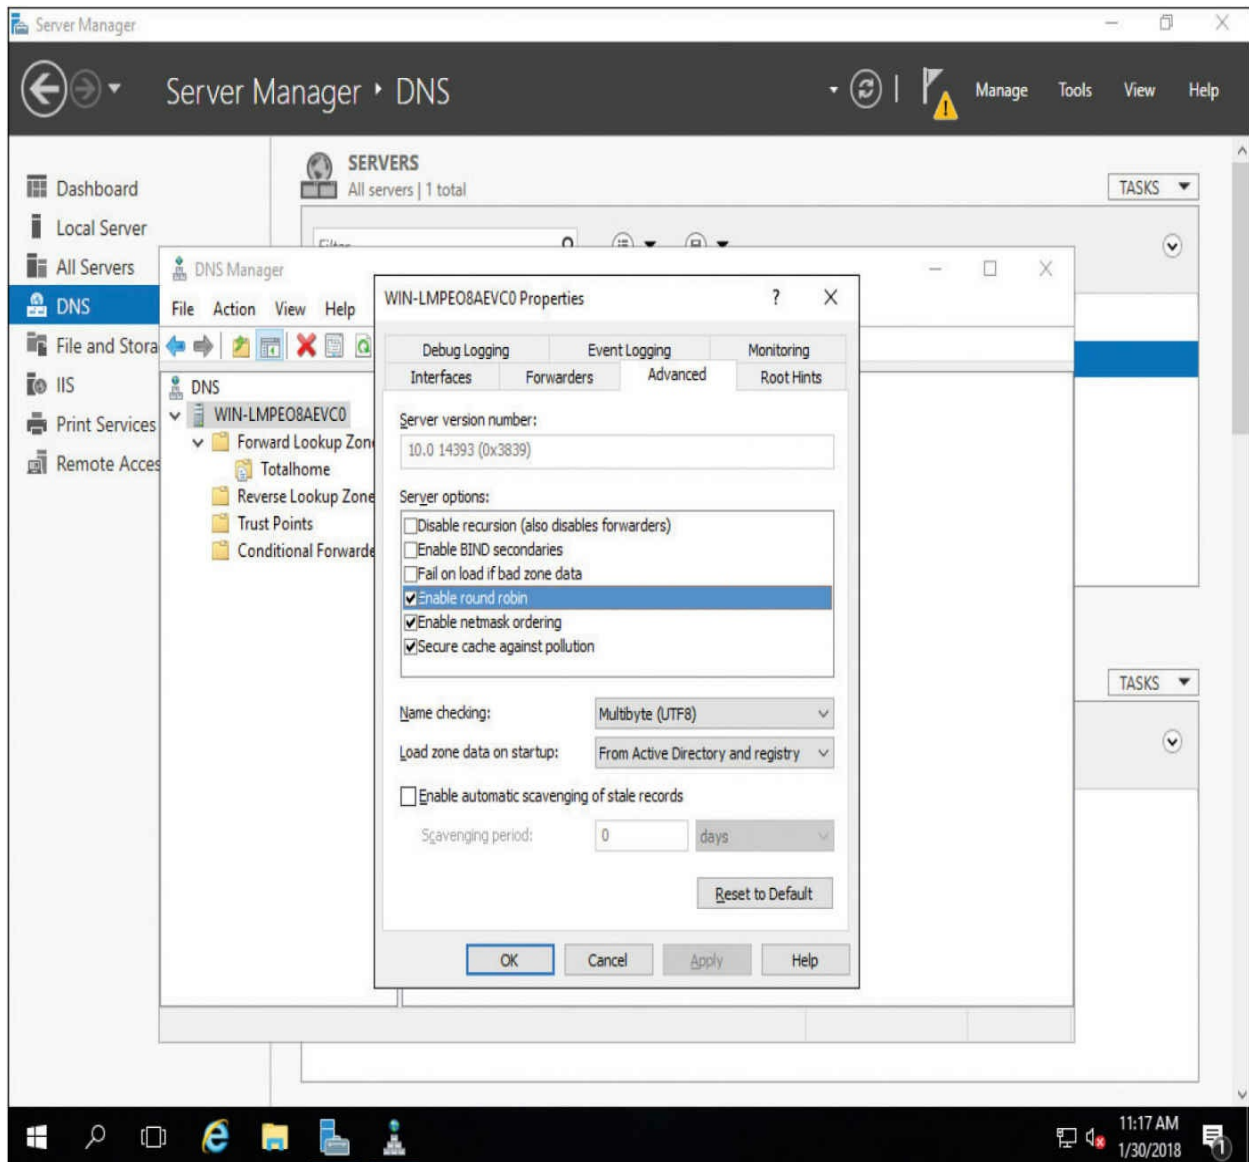 Server Manager
Server Manager ‣ DNS
Manage Tools View Help
Dashboard
Local Server
All Servers
DNS
File and Stora
IIS
Print Services
Remote Acces
SERVERS
All servers | 1 total
TASKS
Filter
DNS Manager
File Action View Help
DNS
WIN-LMPEO8AEVC0
Forward Lookup Zone
Totalhome
Reverse Lookup Zone
Trust Points
Conditional Forwarde
WIN-LMPEO8AEVC0 Properties ?
Debug Logging Event Logging Monitoring
Interfaces Forwarders Advanced Root Hints
Server version number:
10.0 14393 (0x3839)
Server options:
Disable recursion (also disables forwarders)
Enable BIND secondaries
Fail on load if bad zone data
Enable round robin
Enable netmask ordering
Secure cache against pollution
Name checking: Multibyte (UTF8)
Load zone data on startup: From Active Directory and registry
Enable automatic scavenging of stale records
Scavenging period: 0 days
Reset to Default
OK Cancel Apply Help
TASKS
11:17 AM
1/30/2018
1